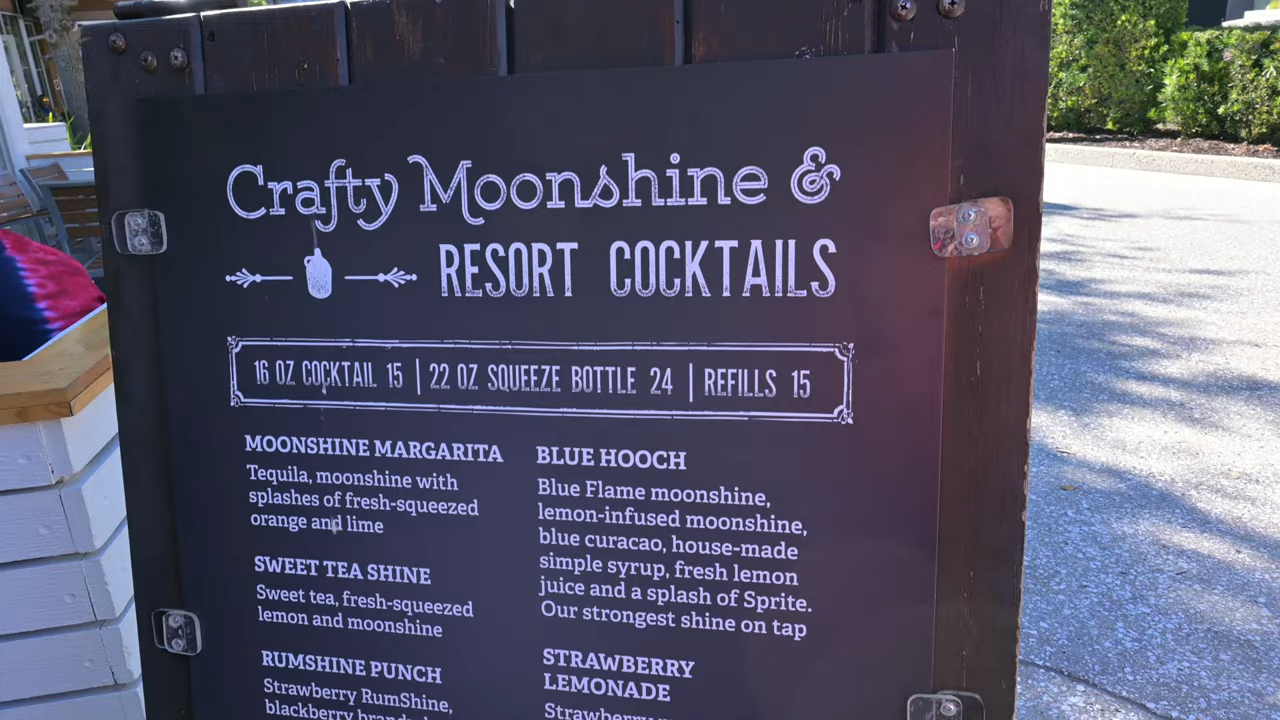 Crafty Moonshine &
RESORT COCKTAILS
16 OZ COCKTAIL 15 | 22 OZ SQUEEZE BOTTLE 24 | REFILLS 15
MOONSHINE MARGARITA
Tequila, moonshine with
splashes of fresh-squeezed
orange and lime
SWEET TEA SHINE
Sweet tea, fresh-squeezed
lemon and moonshine
RUMSHINE PUNCH
Strawberry RumShine,
blackberry
BLUE HOOCH
Blue Flame moonshine,
lemon-infused moonshine,
blue curacao, house-made
simple syrup, fresh lemon
juice and a splash of Sprite.
Our strongest shine on tap
STRAWBERRY
LEMONADE
Strawberry